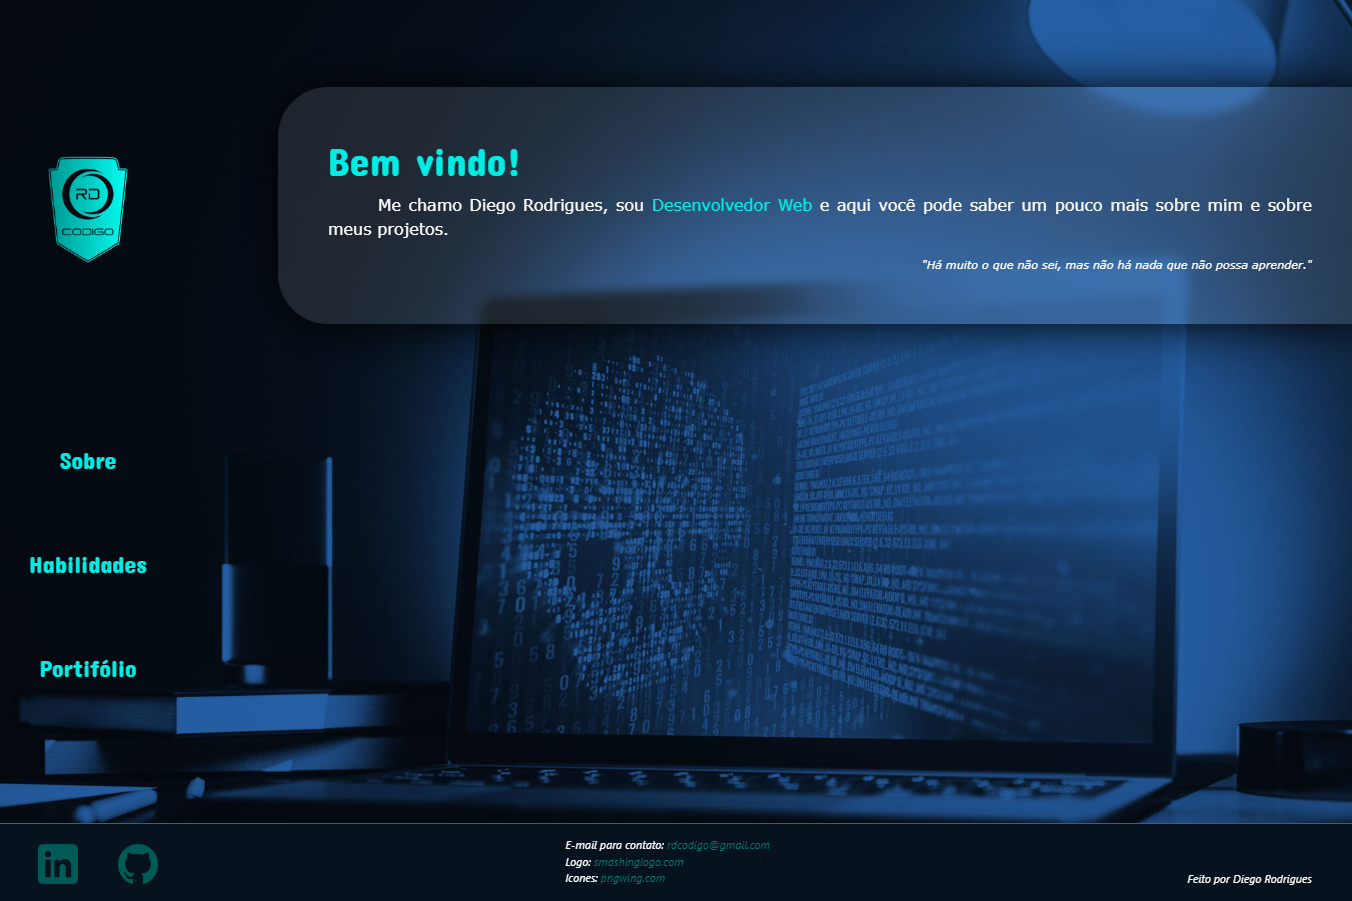 Bem vindo!
Me chamo Diego Rodrigues, sou Desenvolvedor Web e aqui você pode saber um pouco mais sobre mim e sobre
meus projetos.
"Há muito o que não sei, mas não há nada que não possa aprender."
RD
CODIGO
Sobre
Habilidades
Portifólio
in
E-mail para contato: rdcodigo@gmail.com
Logo: smashinglogo.com
Icones: pngwing.com
Feito por Diego Rodrigues